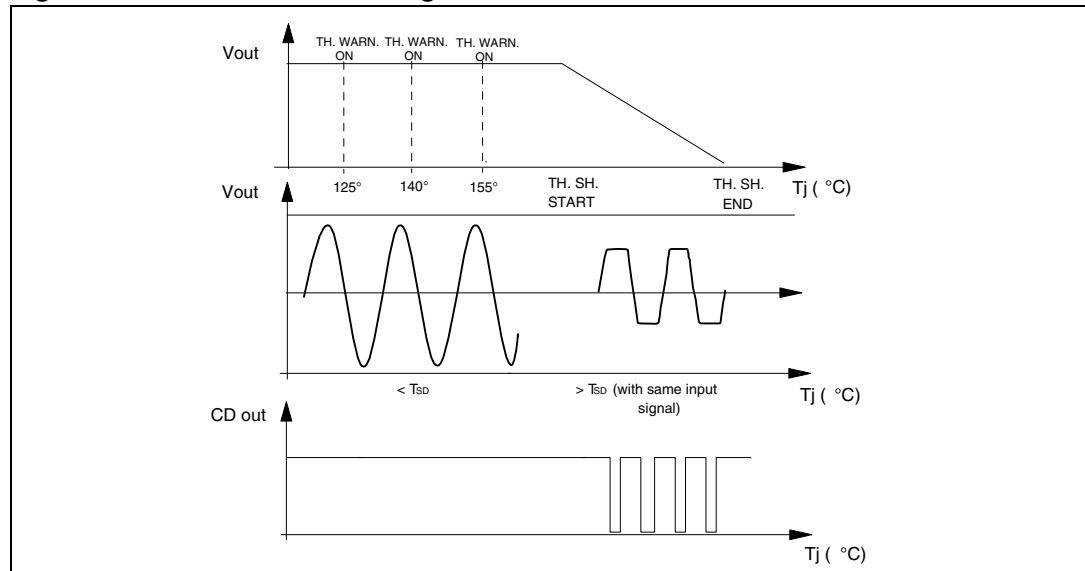 TH. WARN. TH. WARN. TH. WARN.
Vout ON ON ON
125° 140° 155° TH. SH. TH. SH. Tj ( °C)
Vout START END
< TSD > TSD (with same input Tj ( °C)
signal)
CD out
Tj ( °C)